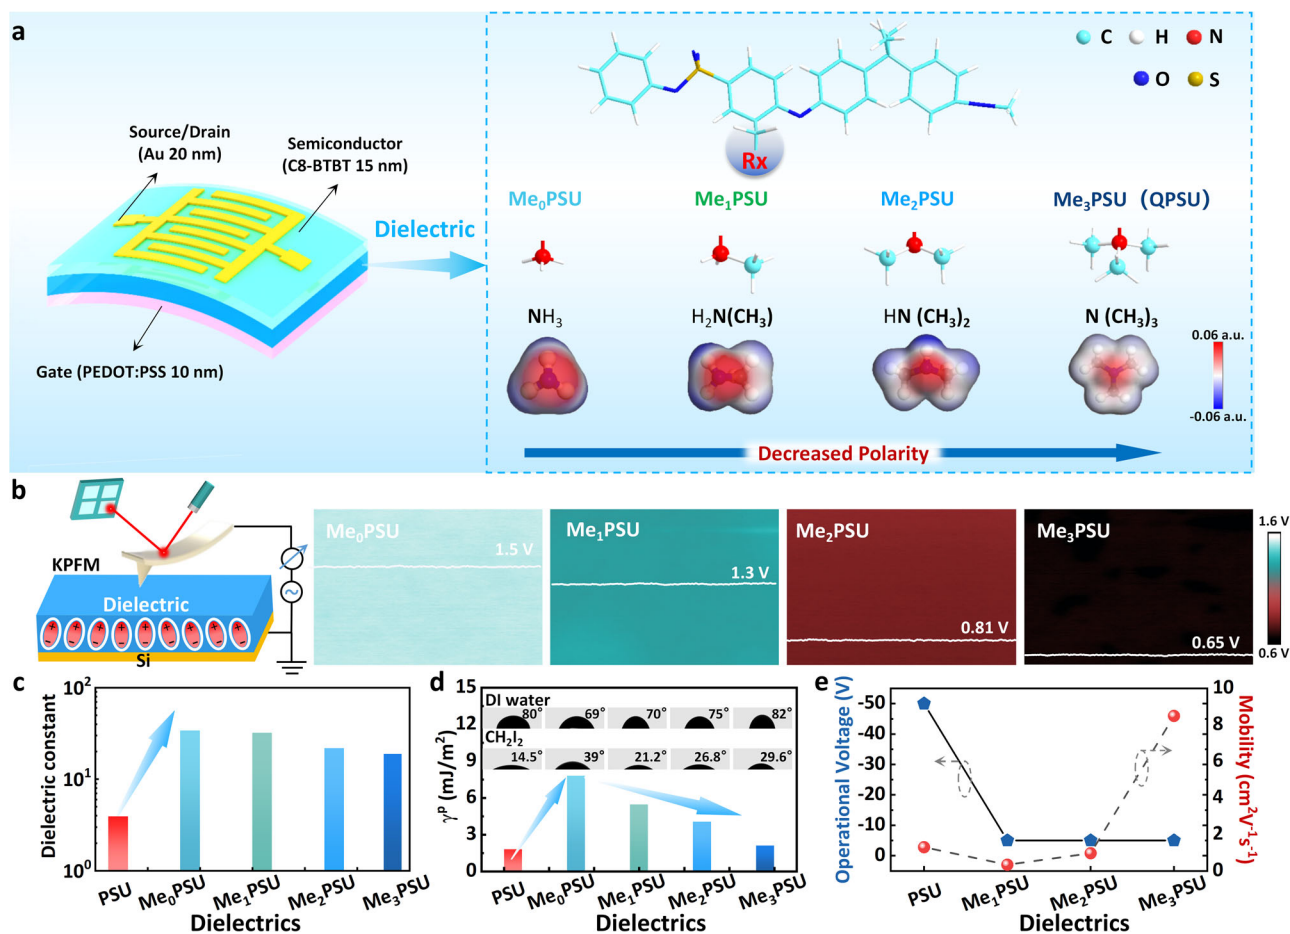 a
C H N
O S
Source/Drain
(Au 20 nm)
Semiconductor
(C8-BTBT 15 nm)
Gate (PEDOT:PSS 10 nm)
Dielectric
Rx
Me₀PSU Me₁PSU Me₂PSU Me₃PSU (QPSU)
NH₃ H₂N(CH₃) HN (CH₃)₂ N (CH₃)₃
0.06 a.u.
-0.06 a.u.
Decreased Polarity
b
KPFM
Dielectric
Si
Me₀PSU
1.5 V
Me₁PSU
1.3 V
Me₂PSU
0.81 V
Me₃PSU
0.65 V
1.6 V
0.6 V
c
Dielectric constant
10²
10¹
10⁰
PSU Me₀PSU Me₁PSU Me₂PSU Me₃PSU
Dielectrics
d
γᵖ (mJ/m²)
15
12
9
6
3
0
DI water
80° 69° 70° 75° 82°
CH₂I₂
14.5° 39° 21.2° 26.8° 29.6°
PSU Me₀PSU Me₁PSU Me₂PSU Me₃PSU
Dielectrics
e
Operational Voltage (V)
-50
-40
-30
-20
-10
0
10
8
6
4
2
0
Mobility (cm²V⁻¹s⁻¹)
PSU Me₁PSU Me₂PSU Me₃PSU
Dielectrics